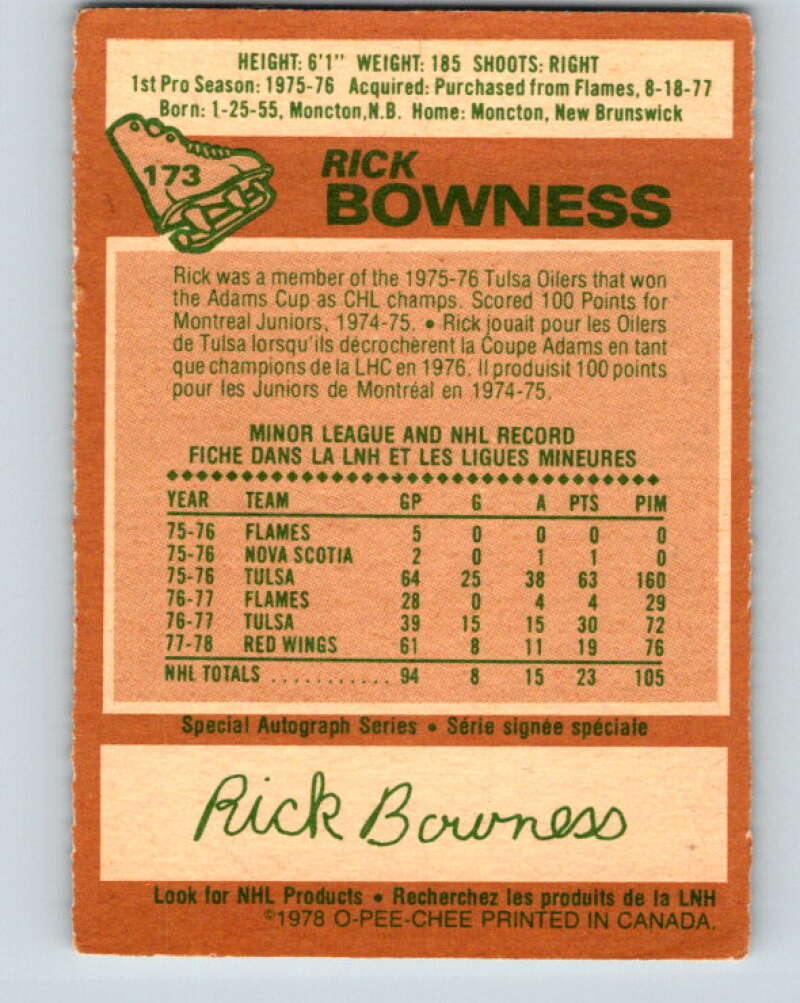 HEIGHT: 6'1" WEIGHT: 185 SHOOTS: RIGHT
1st Pro Season: 1975-76 Acquired: Purchased from Flames, 8-18-77
Born: 1-25-55, Moncton, N.B. Home: Moncton, New Brunswick
173
RICK
BOWNESS
Rick was a member of the 1975-76 Tulsa Oilers that won
the Adams Cup as CHL champs. Scored 100 Points for
Montreal Juniors, 1974-75. • Rick jouait pour les Oilers
de Tulsa lorsqu'ils décrochèrent la Coupe Adams en tant
que champions de la LHC en 1976. Il produisit 100 points
pour les Juniors de Montréal en 1974-75.
MINOR LEAGUE AND NHL RECORD
FICHE DANS LA LNH ET LES LIGUES MINEURES
YEAR TEAM GP G A PTS PIM
75-76 FLAMES 5 0 0 0 0
75-76 NOVA SCOTIA 2 0 1 1 0
75-76 TULSA 64 25 38 63 160
76-77 FLAMES 28 0 4 4 29
76-77 TULSA 39 15 15 30 72
77-78 RED WINGS 61 8 11 19 76
NHL TOTALS ........... 94 8 15 23 105
Special Autograph Series • Série signée spéciale
Rick Bowness
Look for NHL Products • Recherchez les produits de la LNH
©1978 O-PEE-CHEE PRINTED IN CANADA.